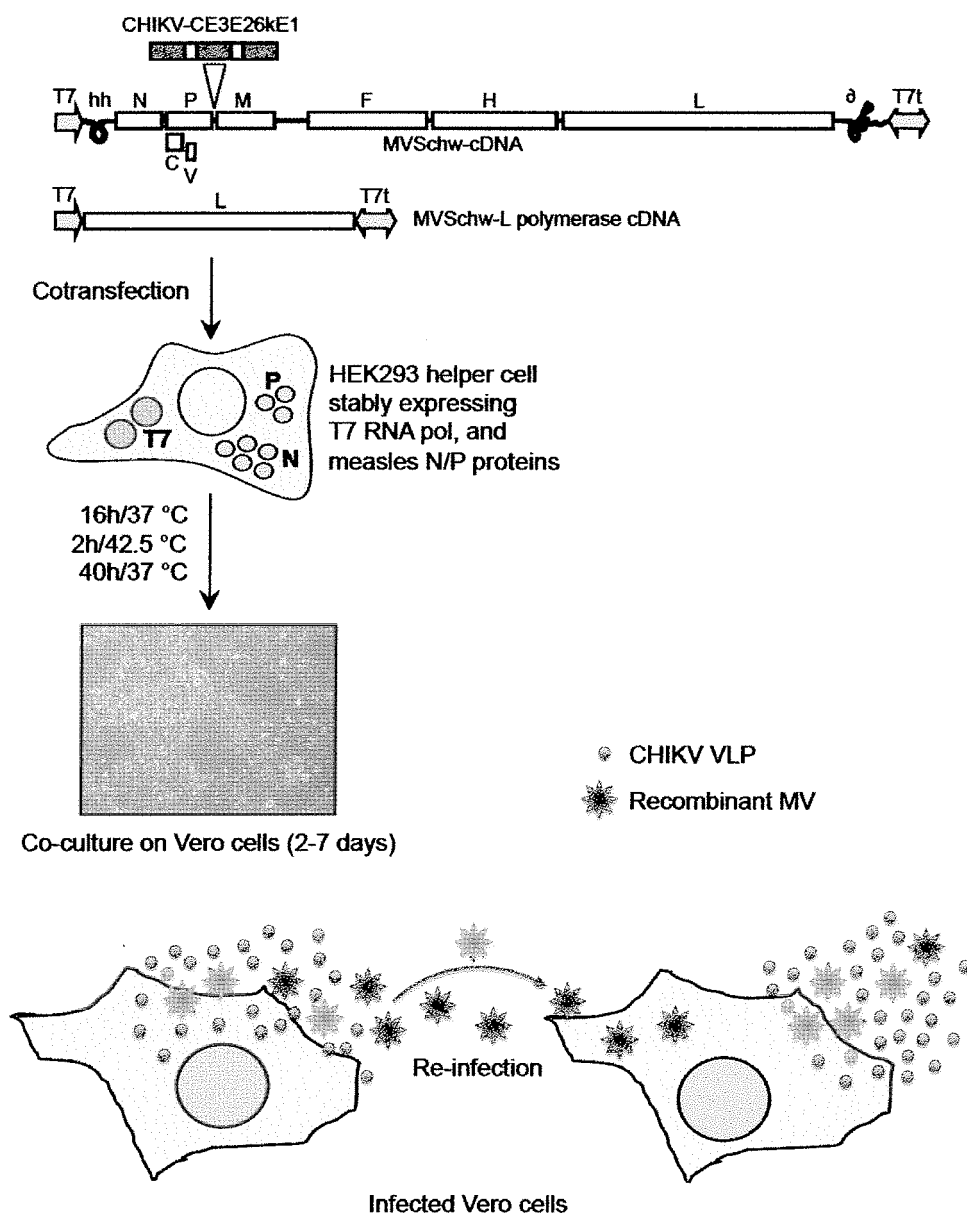 CHIKV-CE3E26kE1
T7 hh N P M F H L ∂ T7t
MVSchw-cDNA
C
V
T7 L T7t
MVSchw-L polymerase cDNA
Cotransfection
P
T7
N
HEK293 helper cell
stably expressing
T7 RNA pol, and
measles N/P proteins
16h/37 °C
2h/42.5 °C
40h/37 °C
CHIKV VLP
Recombinant MV
Co-culture on Vero cells (2-7 days)
Re-infection
Infected Vero cells